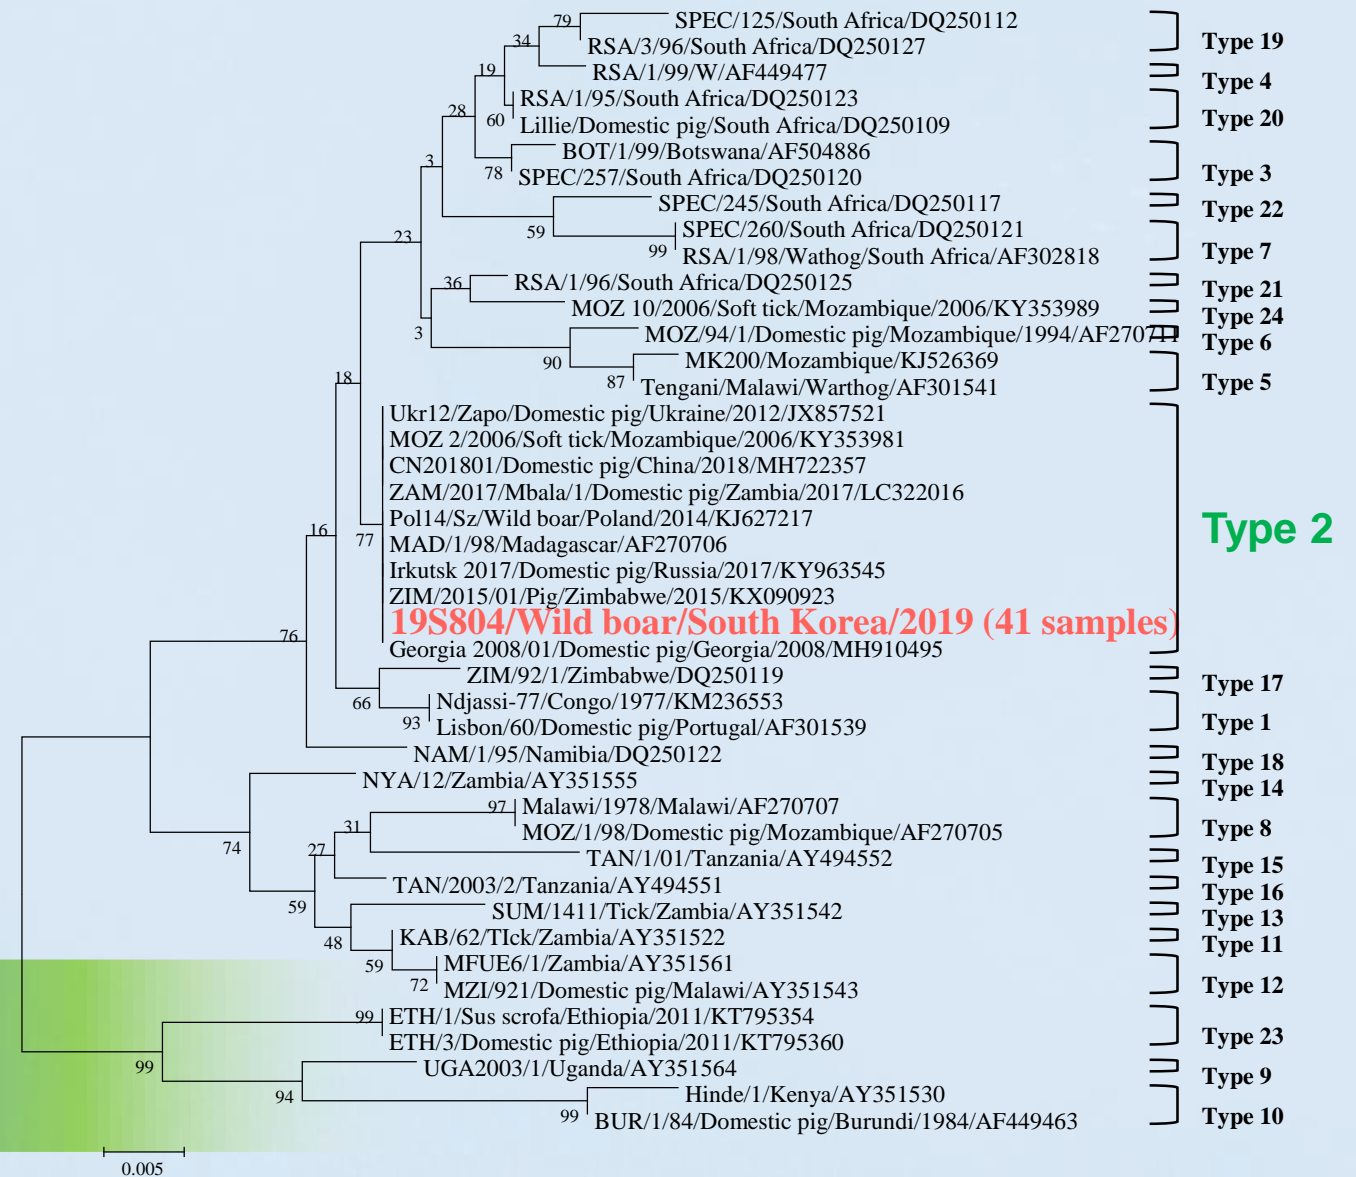 79
SPEC/125/South Africa/DQ250112
34
RSA/3/96/South Africa/DQ250127
Type 19
19
RSA/1/99/W/AF449477
Type 4
RSA/1/95/South Africa/DQ250123
28
60
Lillie/Domestic pig/South Africa/DQ250109
Type 20
BOT/1/99/Botswana/AF504886
3
78
SPEC/257/South Africa/DQ250120
Type 3
SPEC/245/South Africa/DQ250117
Type 22
59
SPEC/260/South Africa/DQ250121
23
99
RSA/1/98/Wathog/South Africa/AF302818
Type 7
36
RSA/1/96/South Africa/DQ250125
Type 21
MOZ 10/2006/Soft tick/Mozambique/2006/KY353989
Type 24
3
MOZ/94/1/Domestic pig/Mozambique/1994/AF270711
Type 6
90
MK200/Mozambique/KJ526369
18
87
Tengani/Malawi/Warthog/AF301541
Type 5
Ukr12/Zapo/Domestic pig/Ukraine/2012/JX857521
MOZ 2/2006/Soft tick/Mozambique/2006/KY353981
CN201801/Domestic pig/China/2018/MH722357
ZAM/2017/Mbala/1/Domestic pig/Zambia/2017/LC322016
16
77
Pol14/Sz/Wild boar/Poland/2014/KJ627217
Type 2
MAD/1/98/Madagascar/AF270706
Irkutsk 2017/Domestic pig/Russia/2017/KY963545
ZIM/2015/01/Pig/Zimbabwe/2015/KX090923
19S804/Wild boar/South Korea/2019 (41 samples)
76
Georgia 2008/01/Domestic pig/Georgia/2008/MH910495
ZIM/92/1/Zimbabwe/DQ250119
Type 17
66
Ndjassi-77/Congo/1977/KM236553
93
Lisbon/60/Domestic pig/Portugal/AF301539
Type 1
NAM/1/95/Namibia/DQ250122
Type 18
NYA/12/Zambia/AY351555
Type 14
97
Malawi/1978/Malawi/AF270707
31
MOZ/1/98/Domestic pig/Mozambique/AF270705
Type 8
74
27
TAN/1/01/Tanzania/AY494552
Type 15
TAN/2003/2/Tanzania/AY494551
Type 16
59
SUM/1411/Tick/Zambia/AY351542
Type 13
48
KAB/62/TIck/Zambia/AY351522
Type 11
59
MFUE6/1/Zambia/AY351561
72
MZI/921/Domestic pig/Malawi/AY351543
Type 12
99
ETH/1/Sus scrofa/Ethiopia/2011/KT795354
ETH/3/Domestic pig/Ethiopia/2011/KT795360
Type 23
99
UGA2003/1/Uganda/AY351564
Type 9
94
Hinde/1/Kenya/AY351530
99
BUR/1/84/Domestic pig/Burundi/1984/AF449463
Type 10
0.005